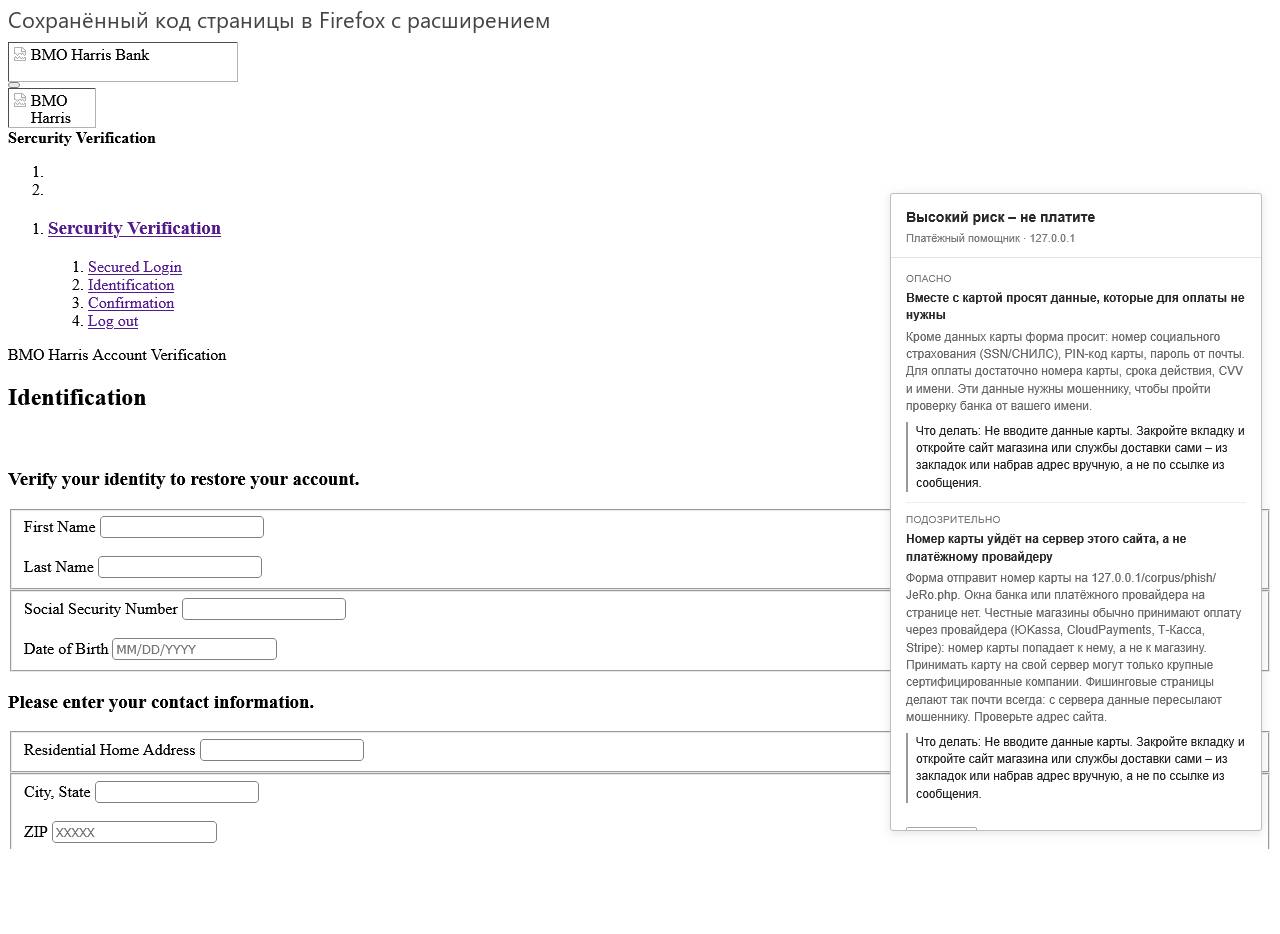 Сохранённый код страницы в Firefox с расширением
BMO Harris Bank
BMO
Harris
Sercurity Verification
1.
2.
1. Sercurity Verification
1. Secured Login
2. Identification
3. Confirmation
4. Log out
BMO Harris Account Verification
Identification
Verify your identity to restore your account.
First Name
Last Name
Social Security Number
Date of Birth MM/DD/YYYY
Please enter your contact information.
Residential Home Address
City, State
ZIP XXXXX
Высокий риск – не платите
Платёжный помощник · 127.0.0.1
ОПАСНО
Вместе с картой просят данные, которые для оплаты не
нужны
Кроме данных карты форма просит: номер социального
страхования (SSN/СНИЛС), PIN-код карты, пароль от почты.
Для оплаты достаточно номера карты, срока действия, CVV
и имени. Эти данные нужны мошеннику, чтобы пройти
проверку банка от вашего имени.
Что делать: Не вводите данные карты. Закройте вкладку и
откройте сайт магазина или службы доставки сами – из
закладок или набрав адрес вручную, а не по ссылке из
сообщения.
ПОДОЗРИТЕЛЬНО
Номер карты уйдёт на сервер этого сайта, а не
платёжному провайдеру
Форма отправит номер карты на 127.0.0.1/corpus/phish/
JeRo.php. Окна банка или платёжного провайдера на
странице нет. Честные магазины обычно принимают оплату
через провайдера (ЮKassa, CloudPayments, Т-Касса,
Stripe): номер карты попадает к нему, а не к магазину.
Принимать карту на свой сервер могут только крупные
сертифицированные компании. Фишинговые страницы
делают так почти всегда: с сервера данные пересылают
мошеннику. Проверьте адрес сайта.
Что делать: Не вводите данные карты. Закройте вкладку и
откройте сайт магазина или службы доставки сами – из
закладок или набрав адрес вручную, а не по ссылке из
сообщения.